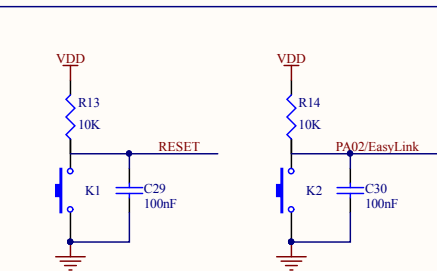 VDD
VDD
R13
R14
10K
10K
RESET
PA02/EasyLink
K1
C29
K2
C30
100nF
100nF